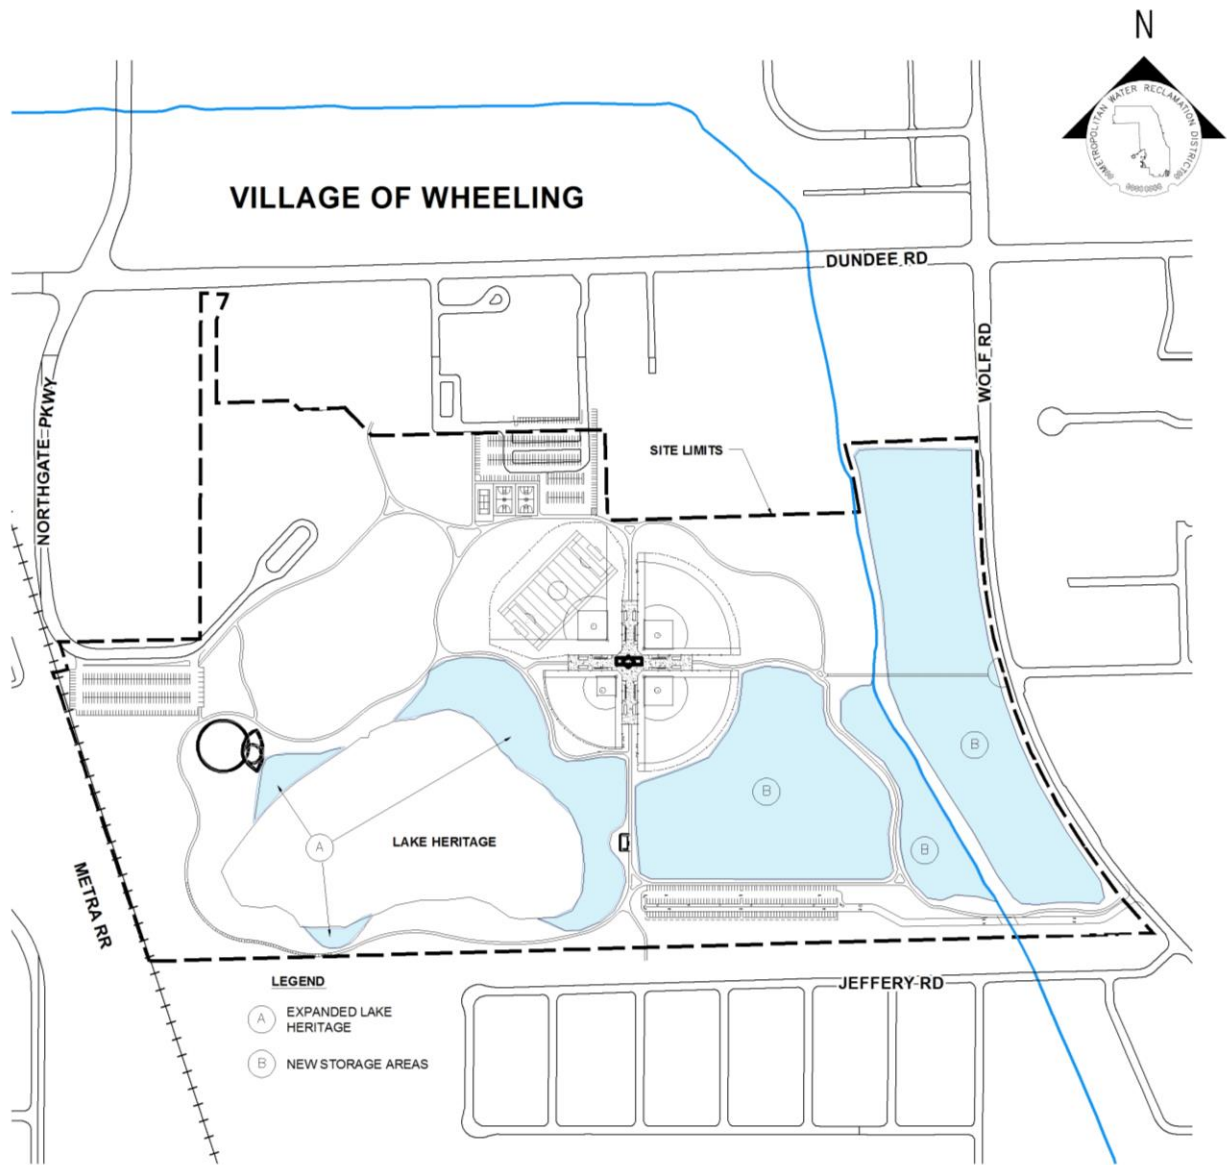 N
METROPOLITAN WATER RECLAMATION DISTRICT
VILLAGE OF WHEELING
DUNDEE RD
WOLF RD
NORTHGATE PKWY
SITE LIMITS
B
B
B
A
LAKE HERITAGE
METRA RR
JEFFERY RD
LEGEND
A EXPANDED LAKE
HERITAGE
B NEW STORAGE AREAS